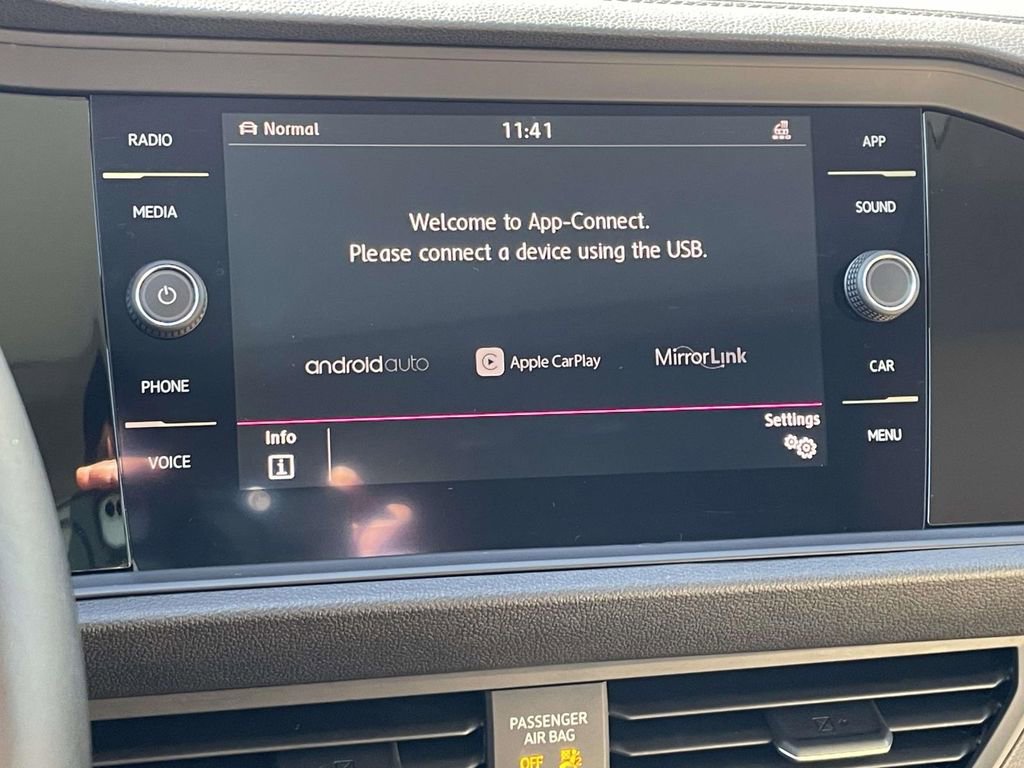 RADIO
MEDIA
PHONE
VOICE
Normal
11:41
Welcome to App-Connect.
Please connect a device using the USB.
androidauto
Apple CarPlay
MirrorLink
Info
i
Settings
APP
SOUND
CAR
MENU
PASSENGER
AIR BAG
OFF